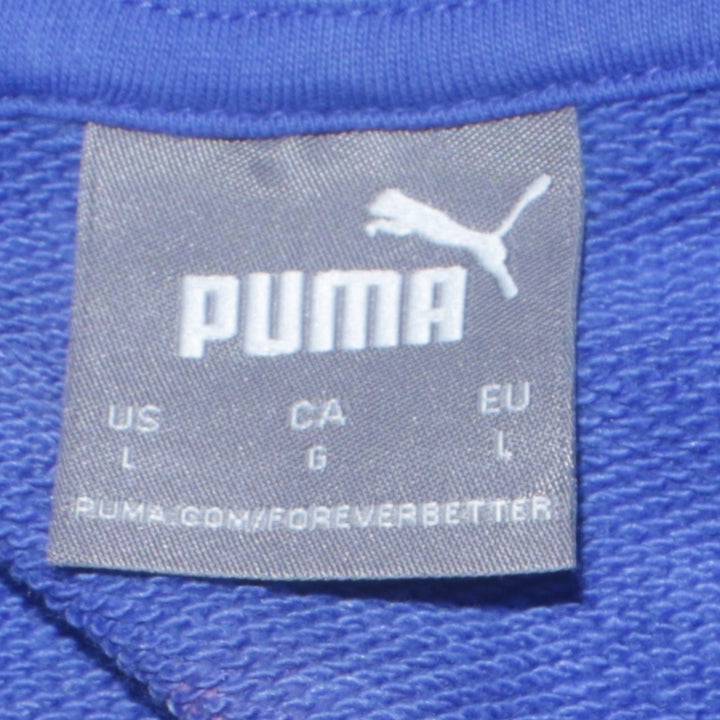 PUMA
US CA EU
L G L
PUMA.COM/FOREVERBETTER